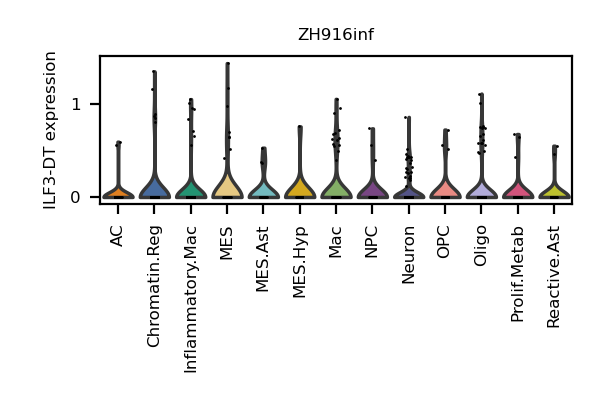 ZH916inf
ILF3-DT expression
1
0
AC
Chromatin.Reg
Inflammatory.Mac
MES
MES.Ast
MES.Hyp
Mac
NPC
Neuron
OPC
Oligo
Prolif.Metab
Reactive.Ast